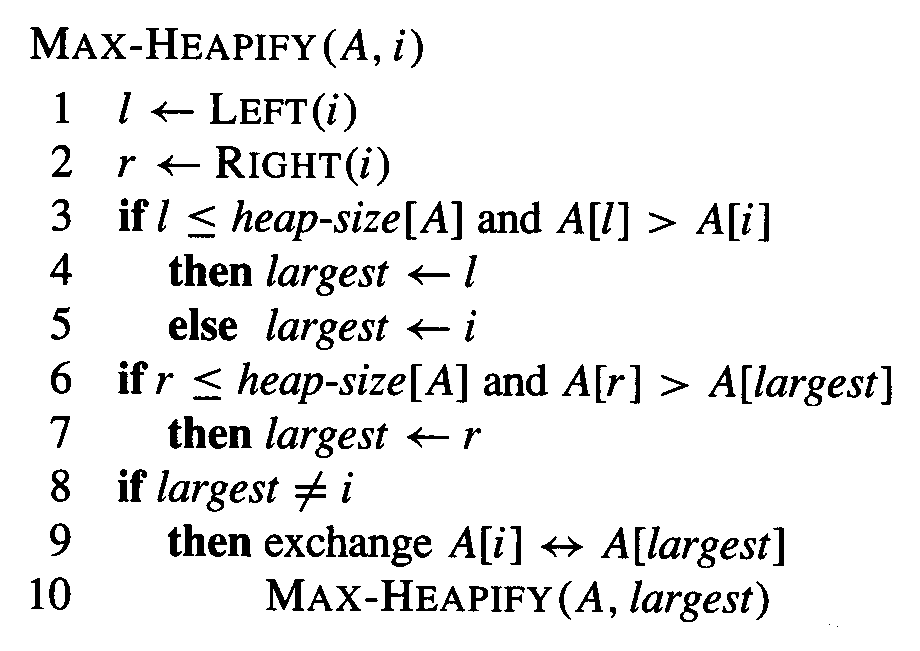 MAX-HEAPIFY(A, i)
1 l ← LEFT(i)
2 r ← RIGHT(i)
3 if l ≤ heap-size[A] and A[l] > A[i]
4 then largest ← l
5 else largest ← i
6 if r ≤ heap-size[A] and A[r] > A[largest]
7 then largest ← r
8 if largest ≠ i
9 then exchange A[i] ↔ A[largest]
10 MAX-HEAPIFY(A, largest)